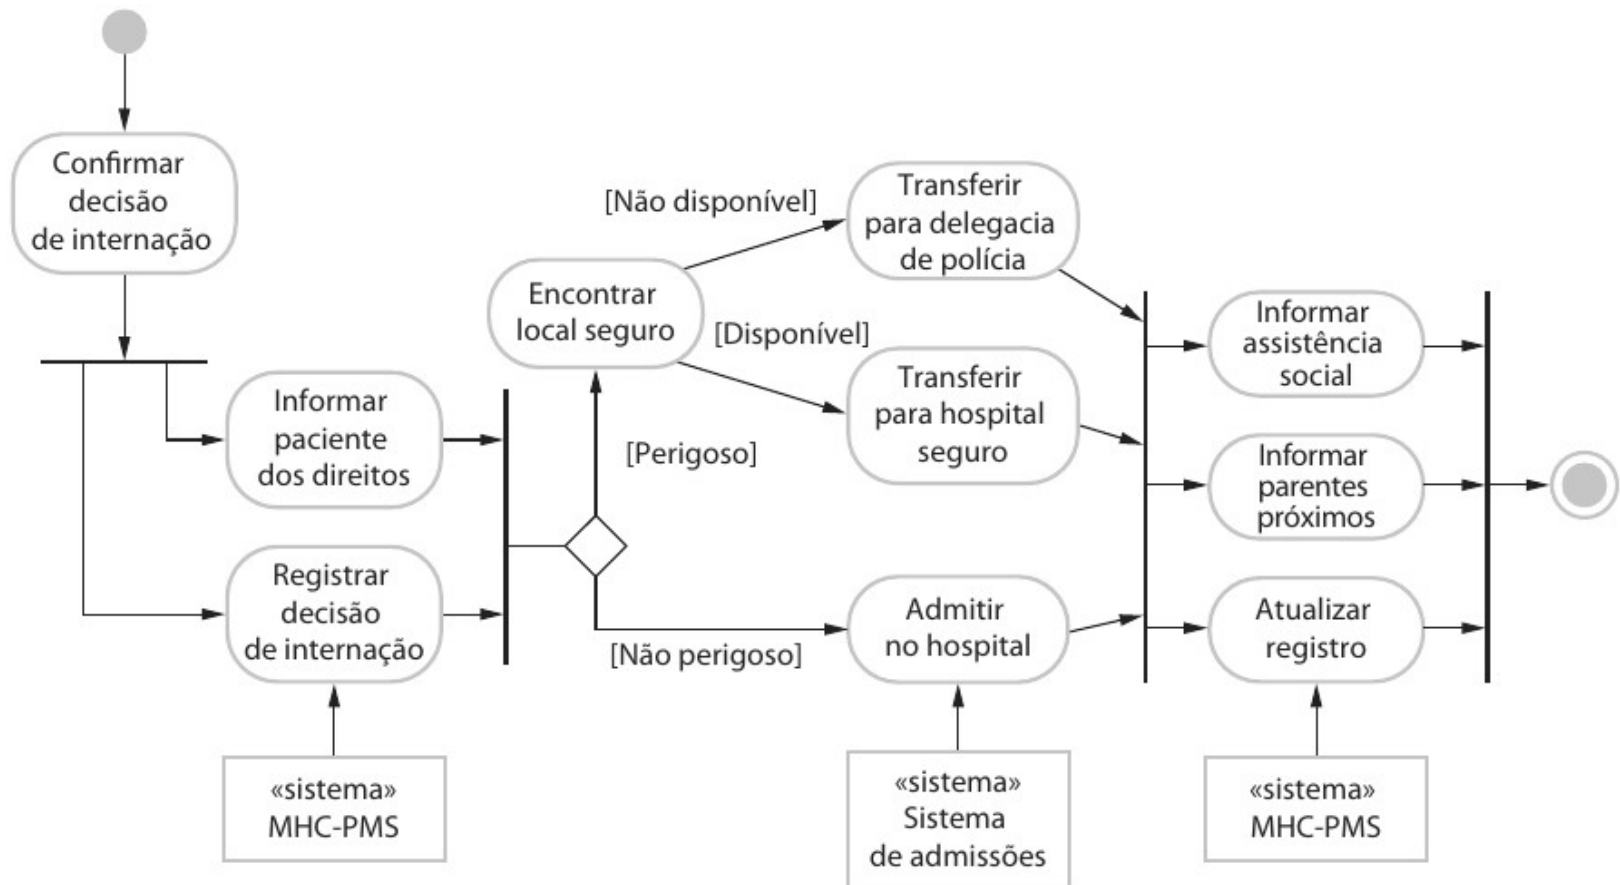 Confirmar
decisão
de internação
Informar
paciente
dos direitos
Registrar
decisão
de internação
«sistema»
MHC-PMS
Encontrar
local seguro
[Perigoso]
[Não perigoso]
[Não disponível]
[Disponível]
Transferir
para delegacia
de polícia
Transferir
para hospital
seguro
Admitir
no hospital
«sistema»
Sistema
de admissões
Informar
assistência
social
Informar
parentes
próximos
Atualizar
registro
«sistema»
MHC-PMS